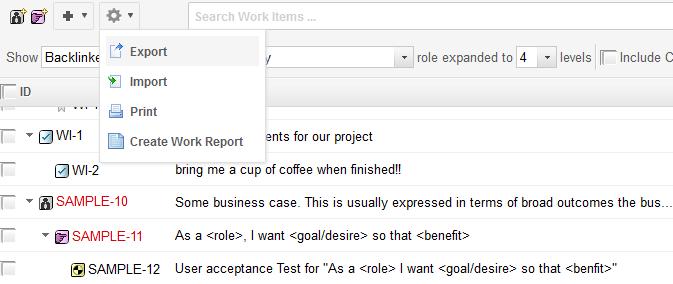 Search Work Items ...
Export
Show Backlinke y role expanded to 4 levels Include C
Import
ID
Print
WI-1 ents for our project
Create Work Report
WI-2 bring me a cup of coffee when finished!!
SAMPLE-10 Some business case. This is usually expressed in terms of broad outcomes the bus...
SAMPLE-11 As a <role>, I want <goal/desire> so that <benefit>
SAMPLE-12 User acceptance Test for "As a <role> I want <goal/desire> so that <benfit>"